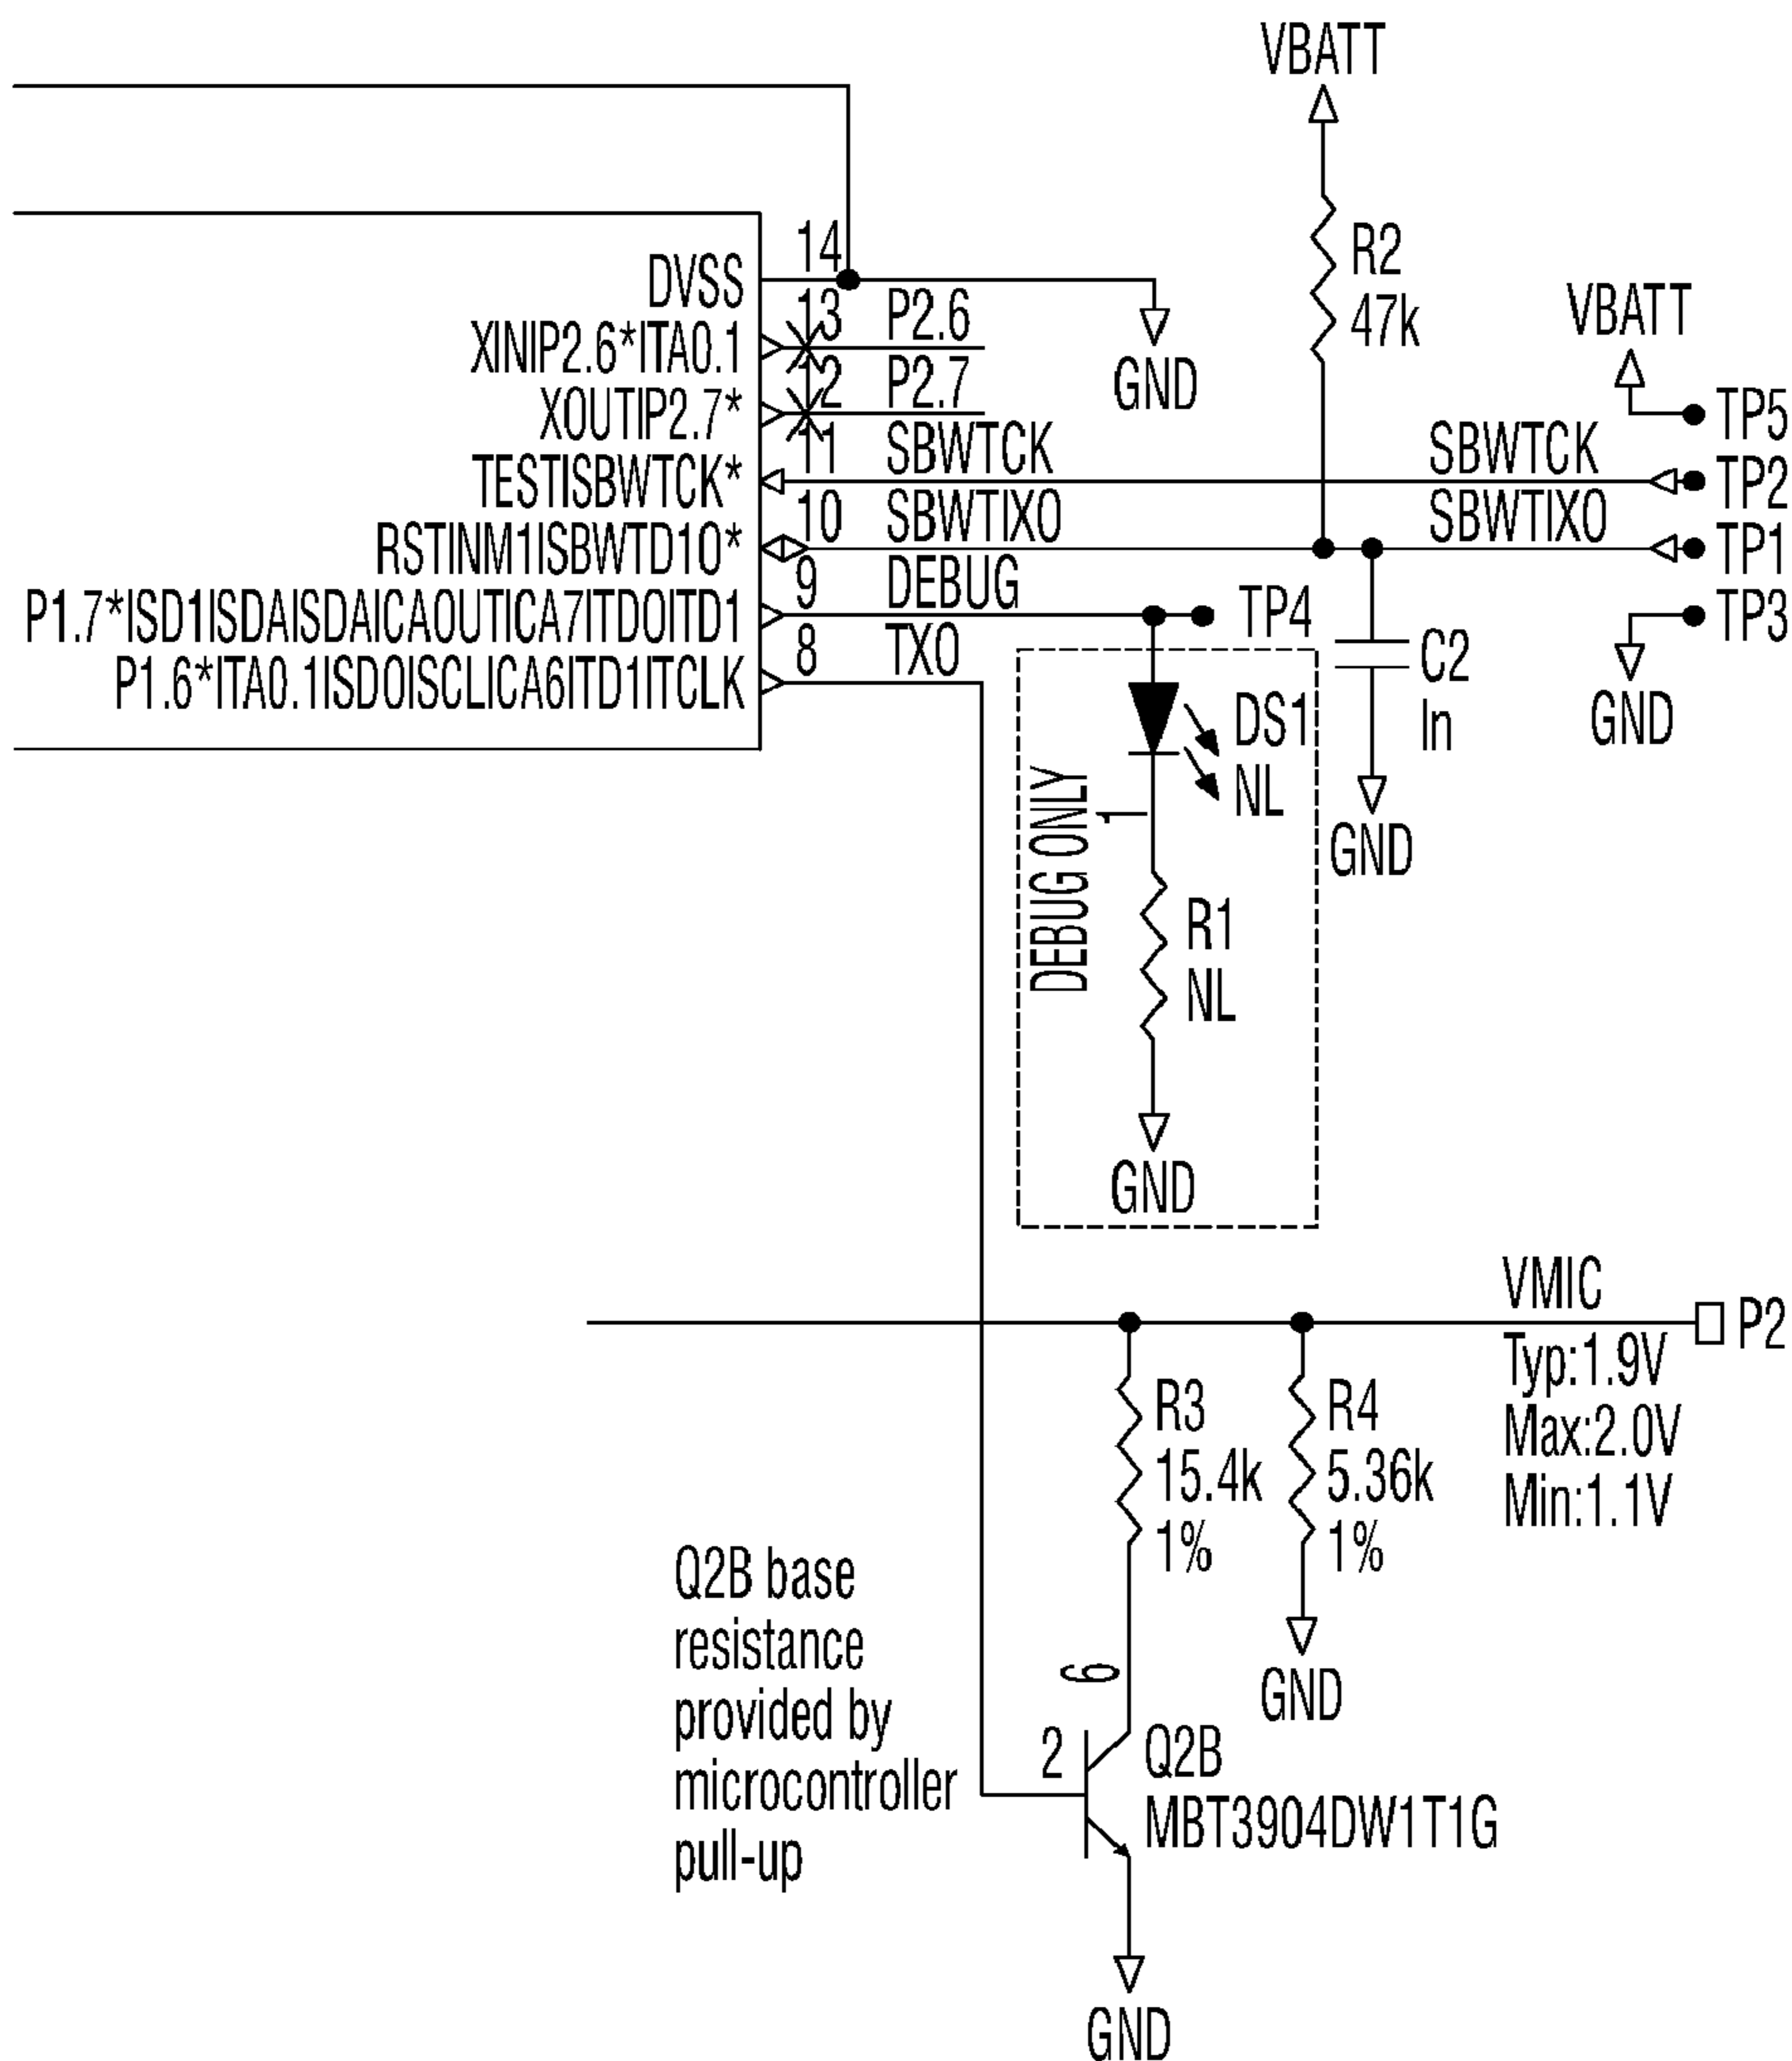 VBATT
14
DVSS
R2
47k
13 P2.6
XINIP2.6*ITA0.1
GND
VBATT
12 P2.7
XOUTIP2.7*
TP5
11 SBWTCK SBWTCK
TESTISBWTCK*
TP2
10 SBWTIXO SBWTIXO
RSTINM1ISBWTD1O*
TP1
9 DEBUG
P1.7*ISD1ISDAISDAICAOUTICA7ITDOITD1
TP4
TP3
8 TXO
P1.6*ITA0.1ISDOISCLICA6ITD1ITCLK
C2
In
GND
DS1
NL
DEBUG ONLY
1
GND
R1
NL
GND
VMIC
P2
Typ:1.9V
Max:2.0V
Min:1.1V
R3
15.4k
1%
R4
5.36k
1%
GND
Q2B base
resistance
provided by
microcontroller
pull-up
6
2
Q2B
MBT3904DW1T1G
GND